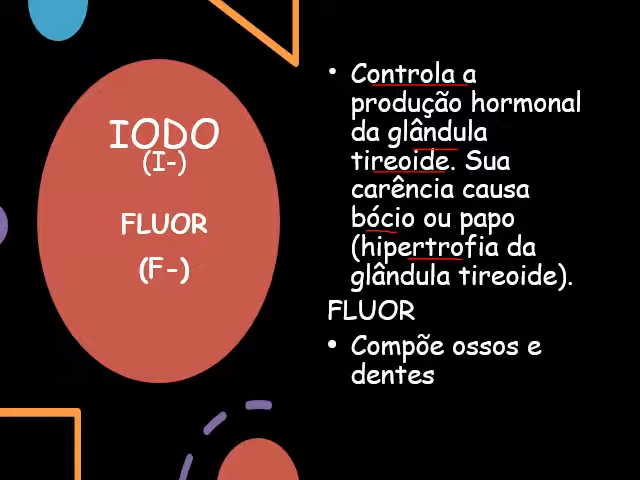 IODO
(I-)
FLUOR
(F-)
• Controla a
produção hormonal
da glândula
tireoide. Sua
carência causa
bócio ou papo
(hipertrofia da
glândula tireoide).
FLUOR
• Compõe ossos e
dentes